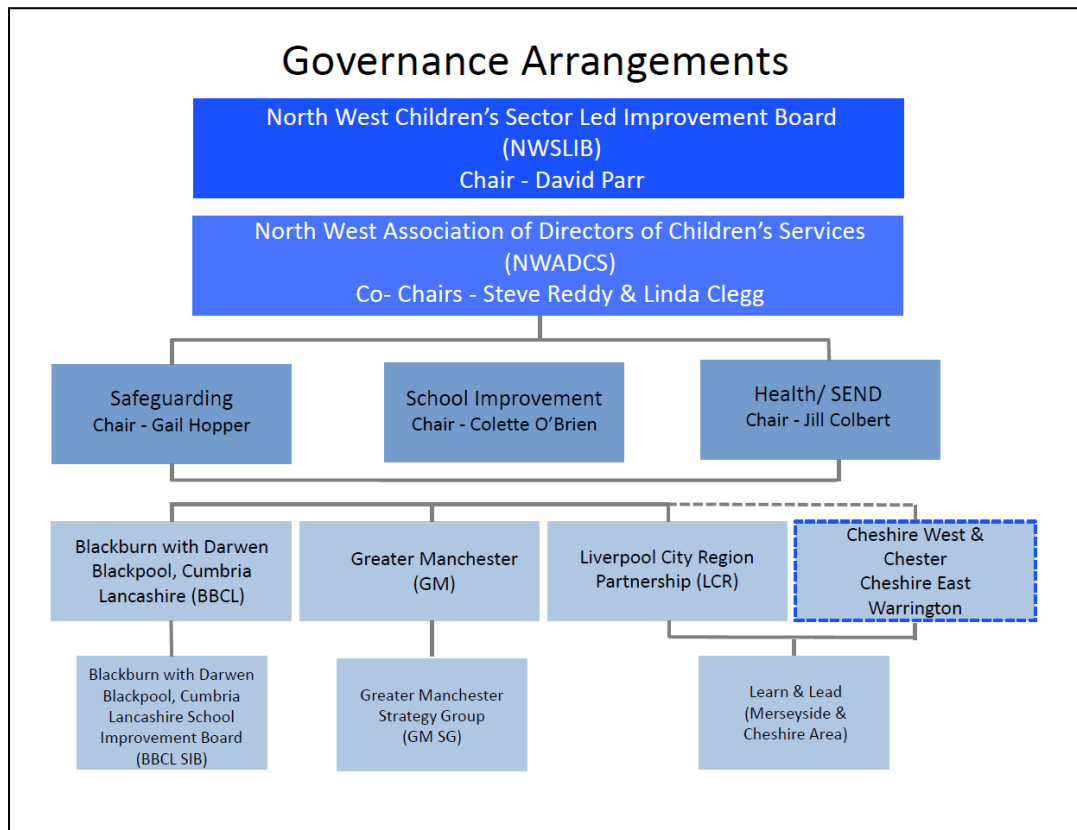 Governance Arrangements
North West Children’s Sector Led Improvement Board
(NWSLIB)
Chair - David Parr
North West Association of Directors of Children’s Services
(NWADCS)
Co- Chairs - Steve Reddy & Linda Clegg
Safeguarding
Chair - Gail Hopper
School Improvement
Chair - Colette O’Brien
Health/ SEND
Chair - Jill Colbert
Blackburn with Darwen
Blackpool, Cumbria
Lancashire (BBCL)
Greater Manchester
(GM)
Liverpool City Region
Partnership (LCR)
Cheshire West &
Chester
Cheshire East
Warrington
Blackburn with Darwen
Blackpool, Cumbria
Lancashire School
Improvement Board
(BBCL SIB)
Greater Manchester
Strategy Group
(GM SG)
Learn & Lead
(Merseyside &
Cheshire Area)